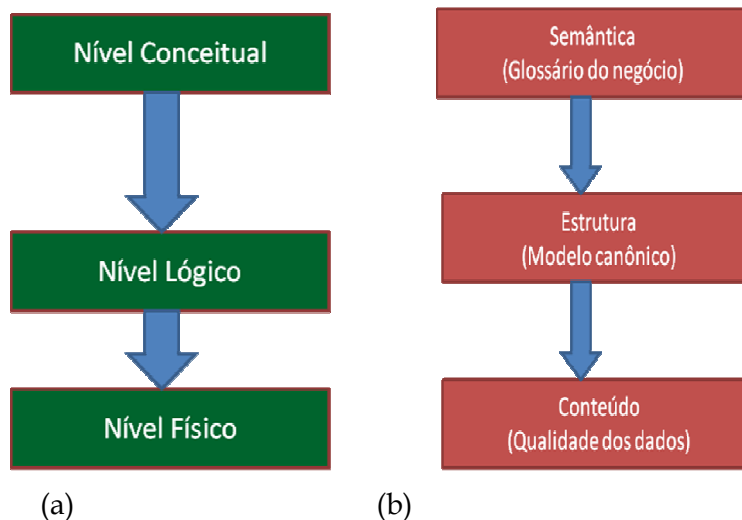 Nível Conceitual
Nível Lógico
Nível Físico
(a)
Semântica
(Glossário do negócio)
Estrutura
(Modelo canônico)
Conteúdo
(Qualidade dos dados)
(b)